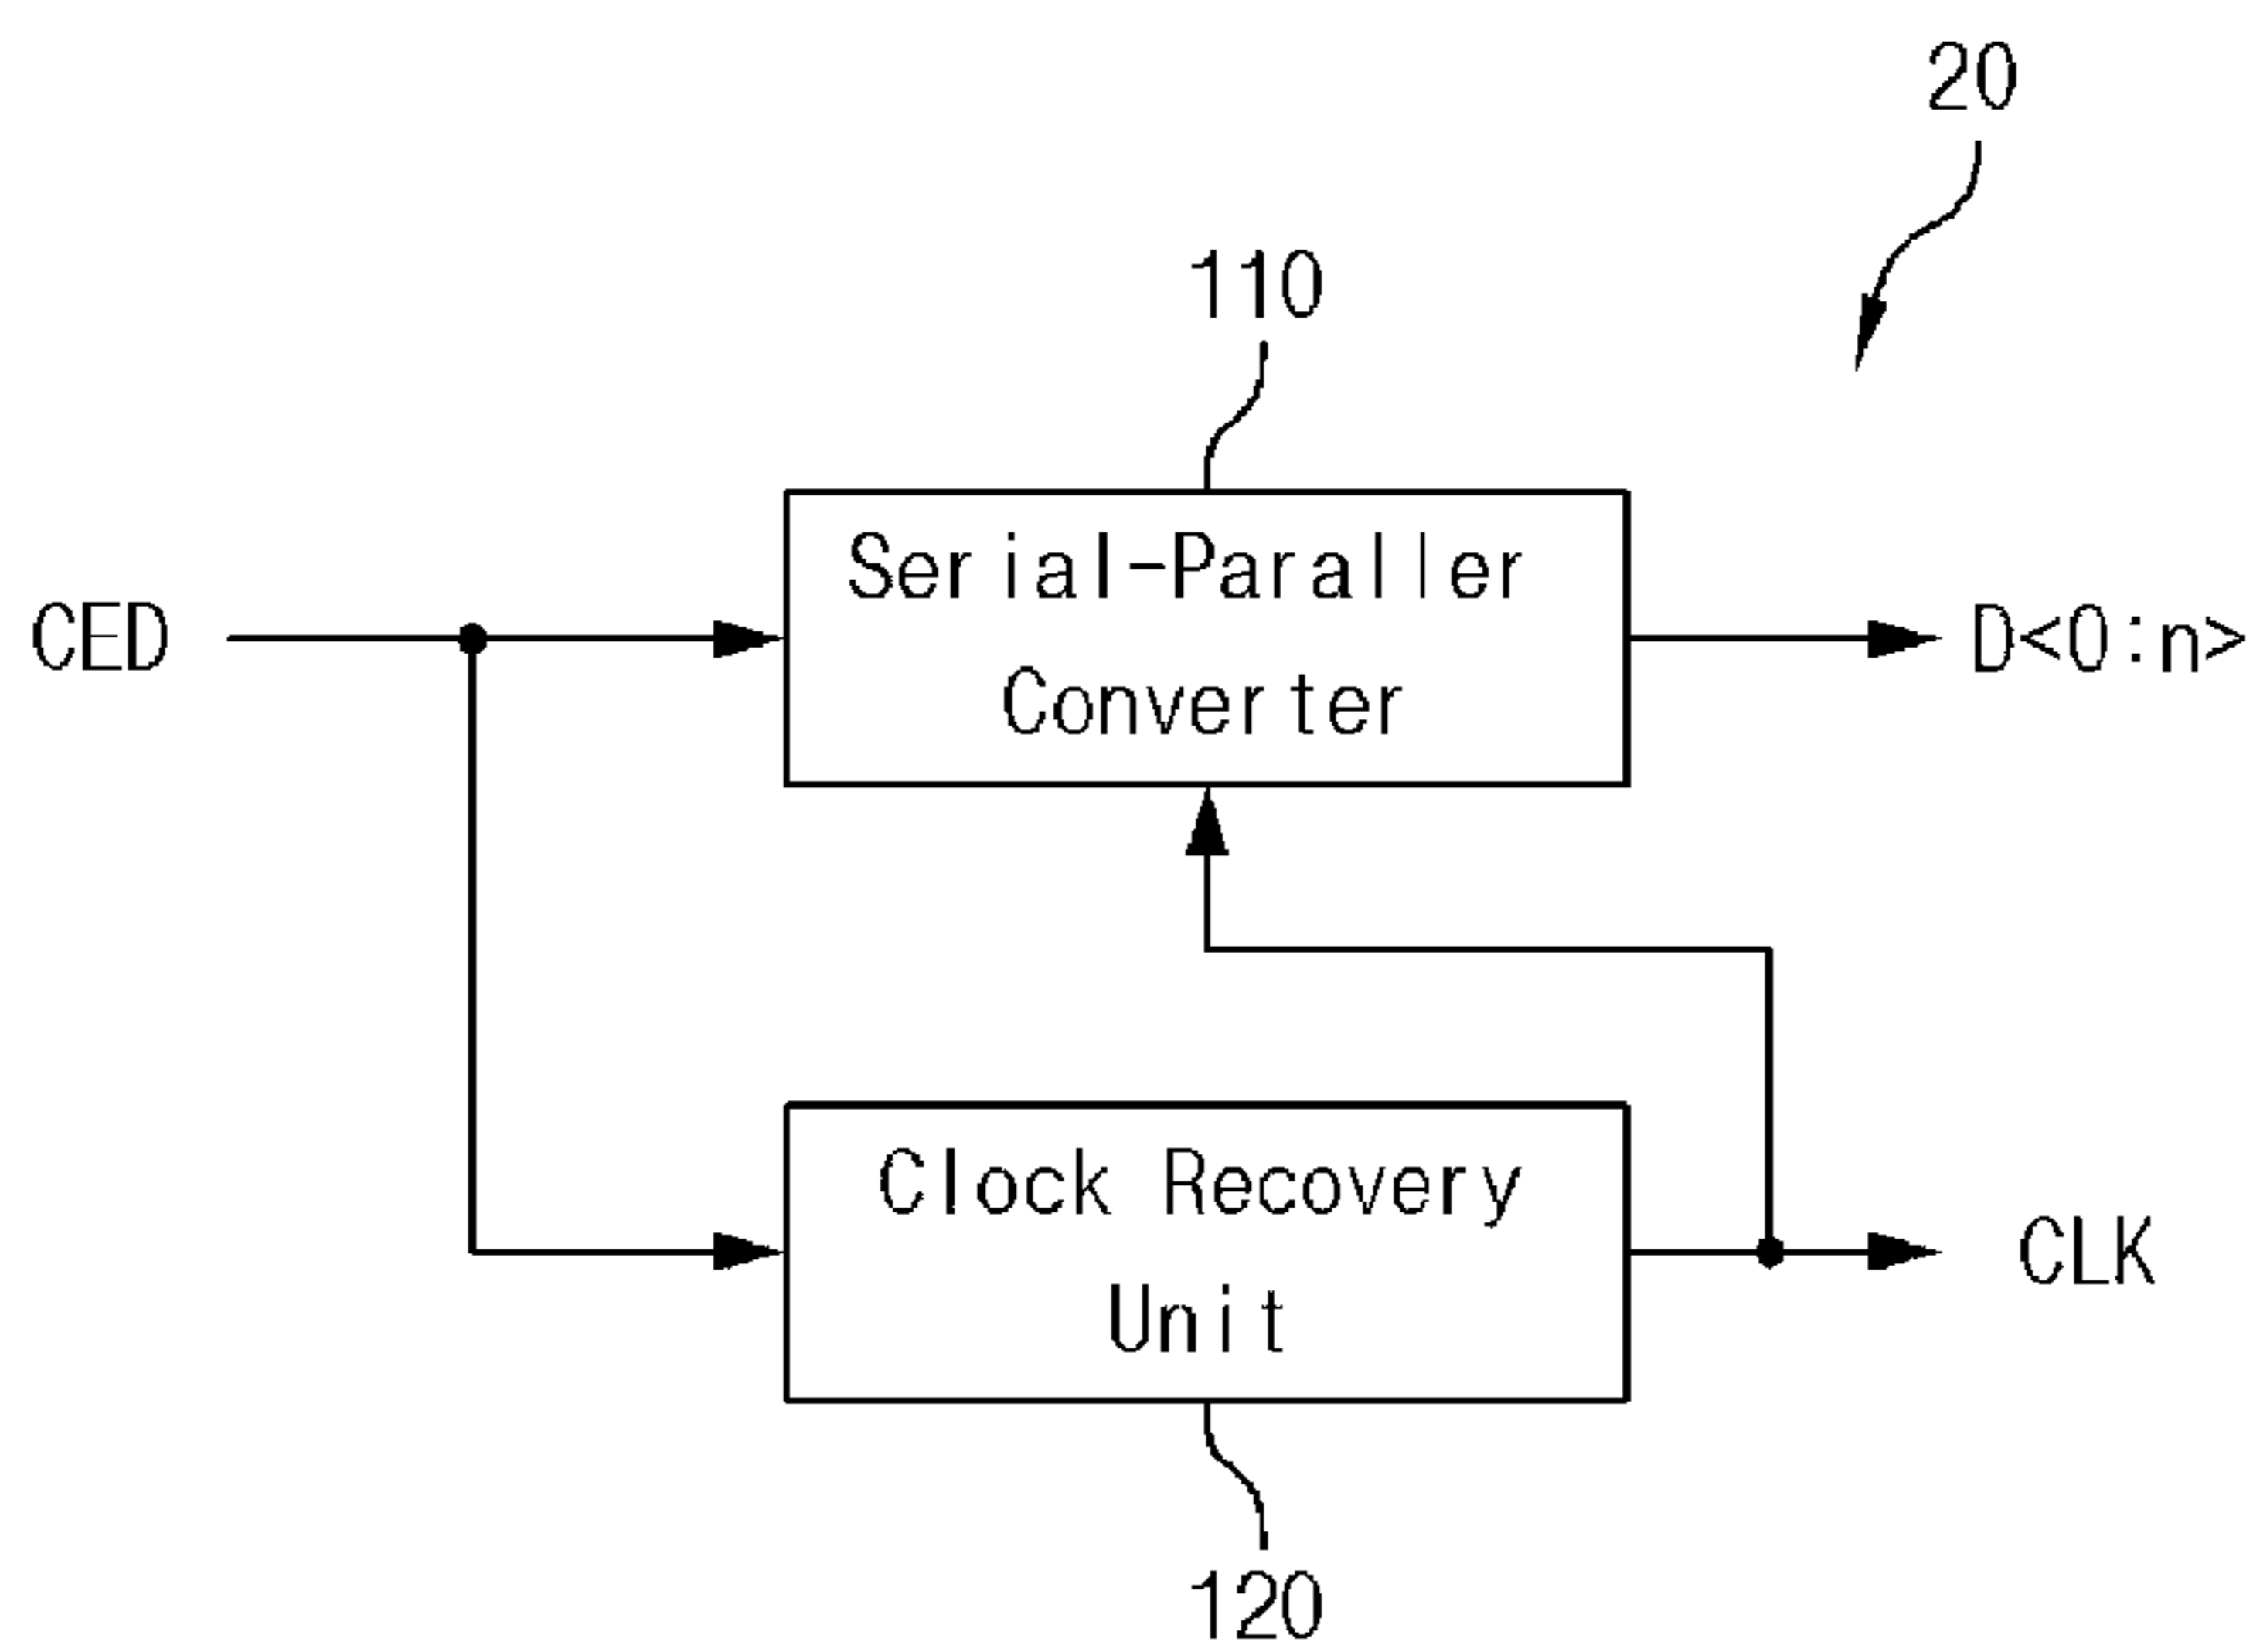 20
110
Serial-Paraller
Converter
CED
D<0:n>
Clock Recovery
Unit
CLK
120